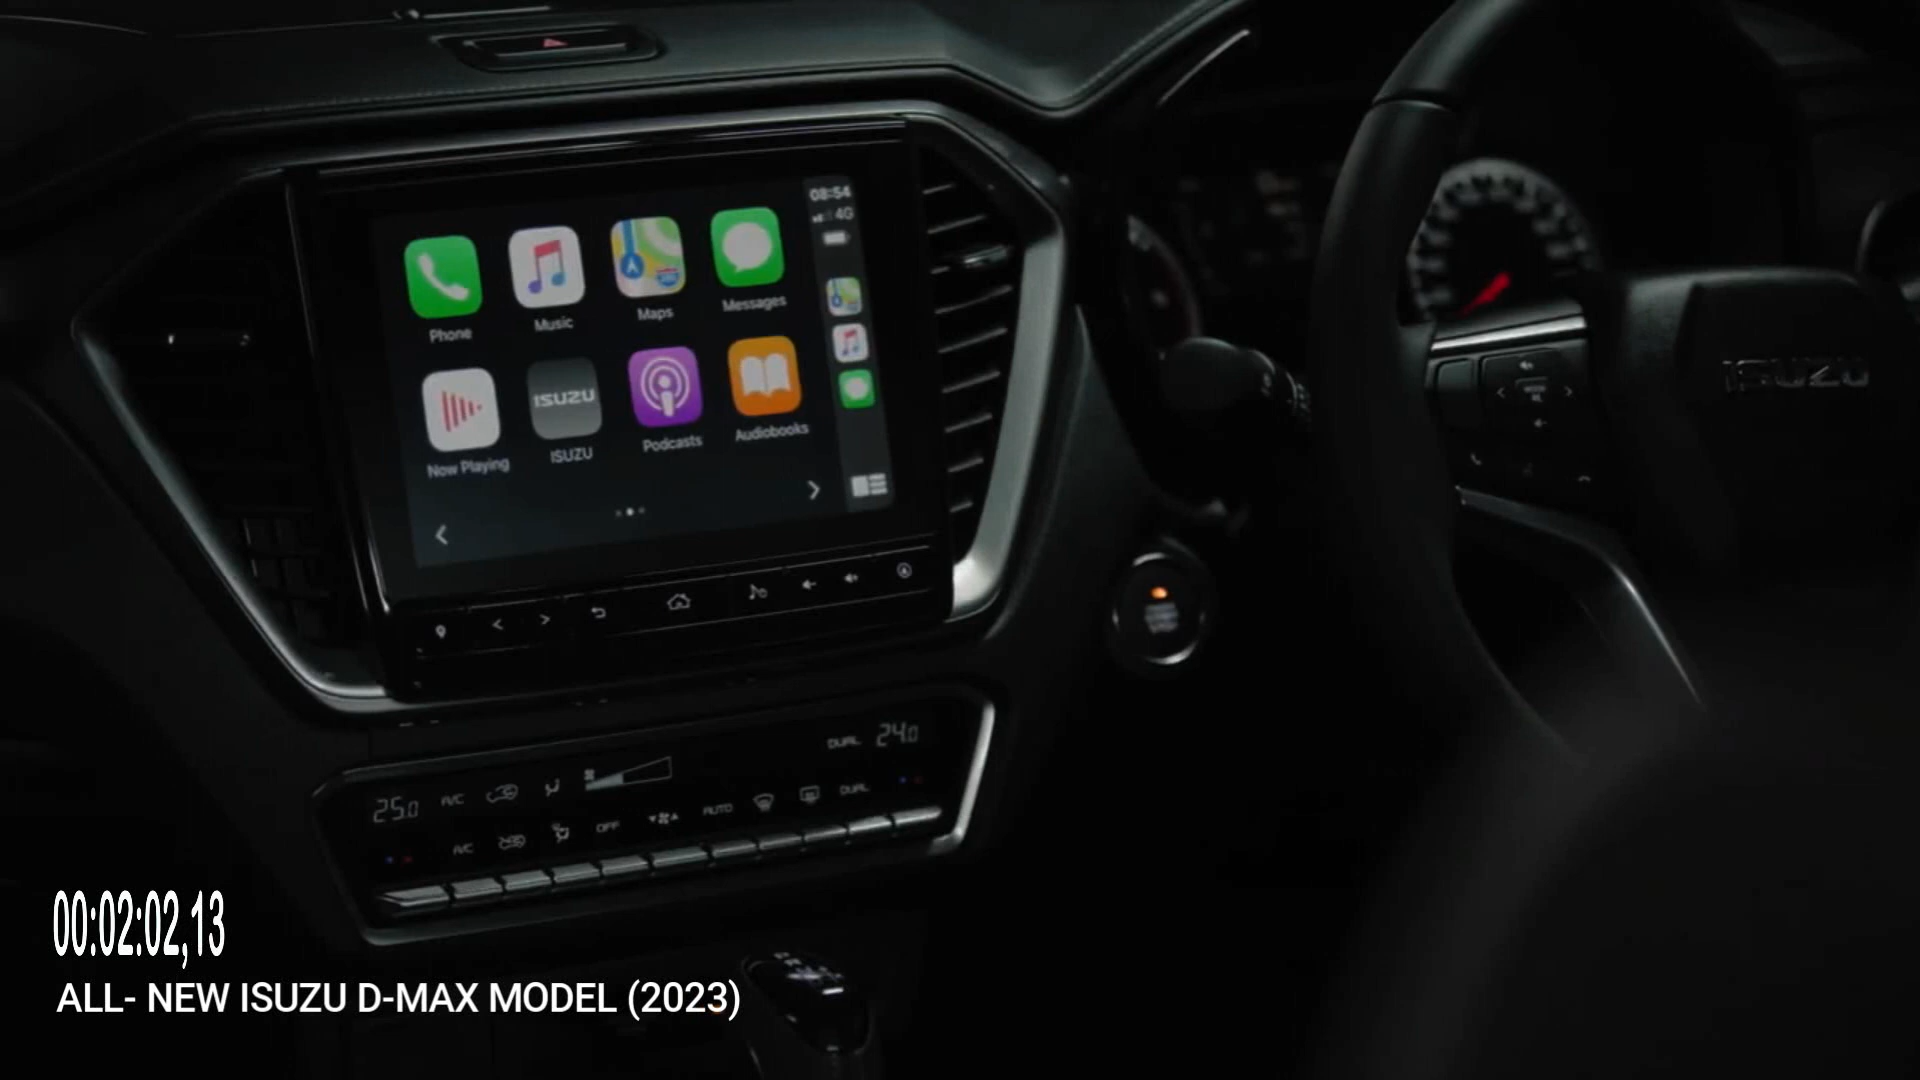 08:54
4G
Phone
Music
Maps
Messages
ISUZU
Now Playing
ISUZU
Podcasts
Audiobooks
ISUZU
DUAL 24.0
25.0 A/C
A/C OFF AUTO DUAL
00:02:02,13
ALL- NEW ISUZU D-MAX MODEL (2023)